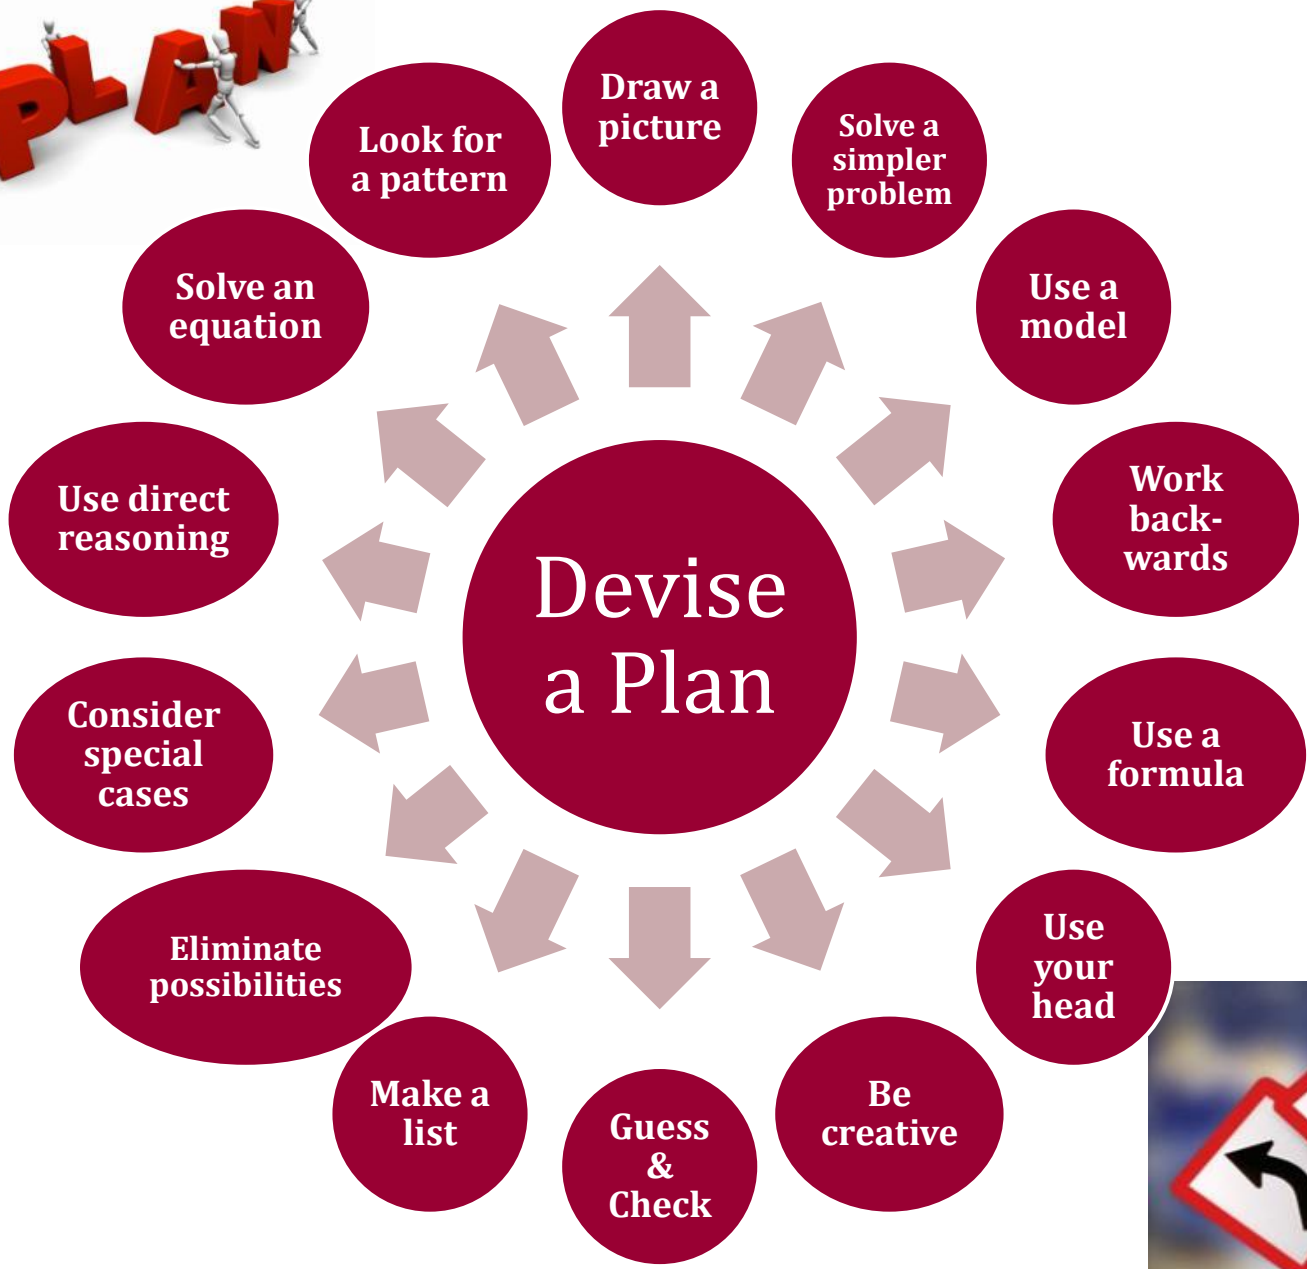 PLAN
Draw a
picture
Solve a
simpler
problem
Use a
model
Work
back-
wards
Use a
formula
Use
your
head
Be
creative
Guess
&
Check
Make a
list
Eliminate
possibilities
Consider
special
cases
Use direct
reasoning
Solve an
equation
Look for
a pattern
Devise
a Plan